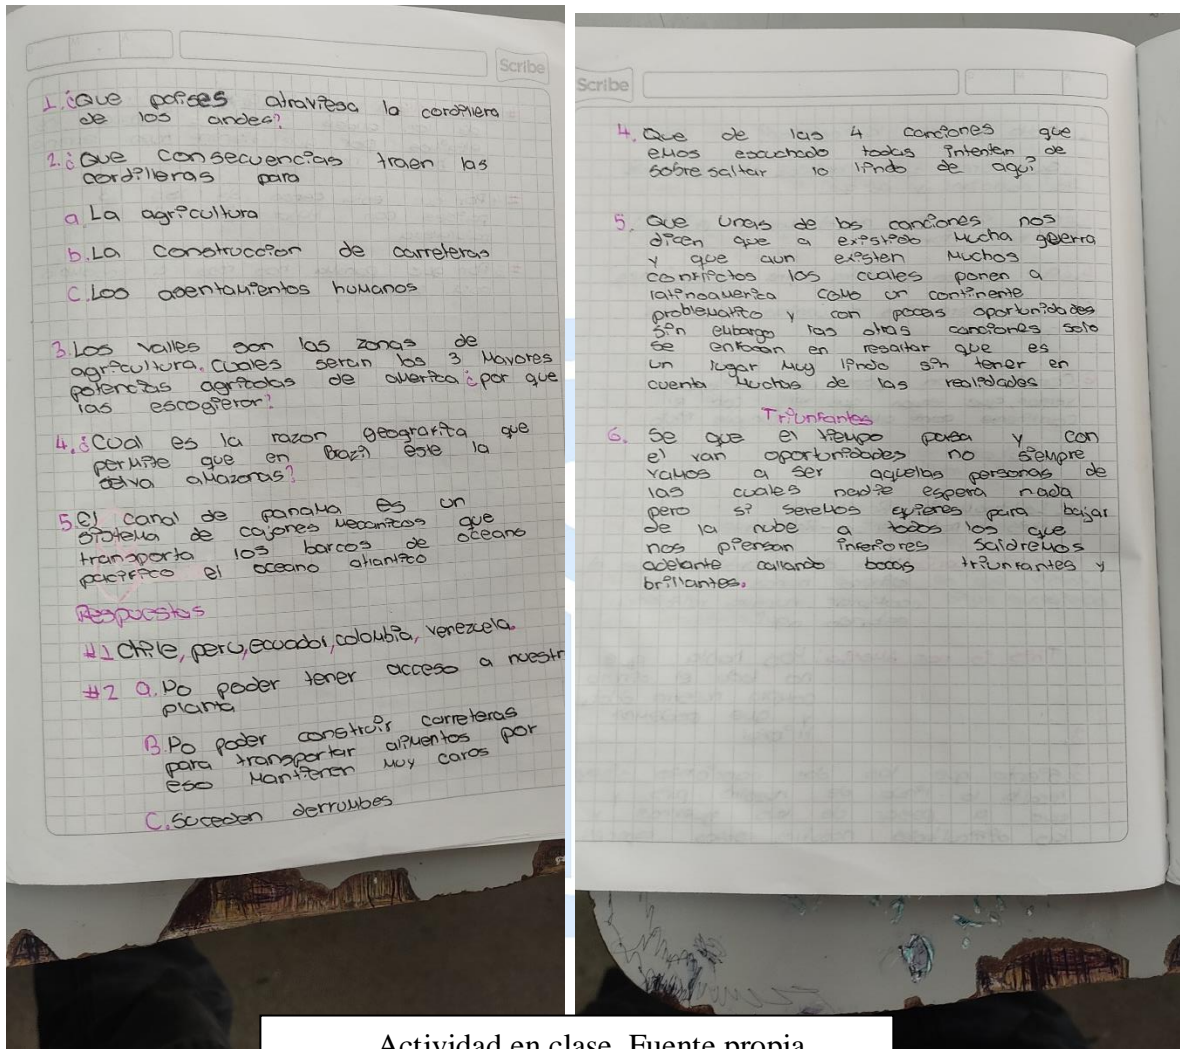 Scribe
1. ¿Que paises atraviesa la cordillera
de los andes?
2. ¿Que consecuencias traen las
cordilleras para
a. La agricultura
b. La construccion de carreteras
C. Los asentamientos humanos
3. Los valles son las zonas de
agricultura. Cuales seran los 3 Mayores
potencias agricolas de america ¿por que
las escogieron?
4. ¿Cual es la razon geografica que
permite que en Brazil este la
selva amazonas?
5. El canal de panama es un
sistema de cajones mecanicos que
transporta los barcos de oceano
pacifico el oceano atlantico
Respuestas
#1 Chile, peru, ecuador, colombia, venezuela.
#2 a. No poder tener acceso a nuestr
planta
B. No poder construir carreteras
para transportar alimentos por
eso mantienen muy caros
C. suceden derrumbes
Scribe
4. Que de las 4 canciones que
emos escuchado todas intentan de
sobre saltar lo lindo de aqui
5. Que unas de las canciones nos
dicen que a existido mucha guerra
y que aun existen muchos
conflictos los cuales ponen a
latinoamerica como un continente
problematico y con pocas oportunidades
sin embargo las otras canciones solo
se enfocan en resaltar que es
un lugar muy lindo sin tener en
cuenta muchas de las realidades
Triunfantes
6. Se que el tiempo pasa y con
el van oportunidades no siempre
vamos a ser aquellas personas de
las cuales nadie espera nada
pero si seremos quienes para bajar
de la nube a todos los que
nos piensan inferiores saldremos
adelante callando bocas triunfantes y
brillantes.
Actividad en clase. Fuente propia